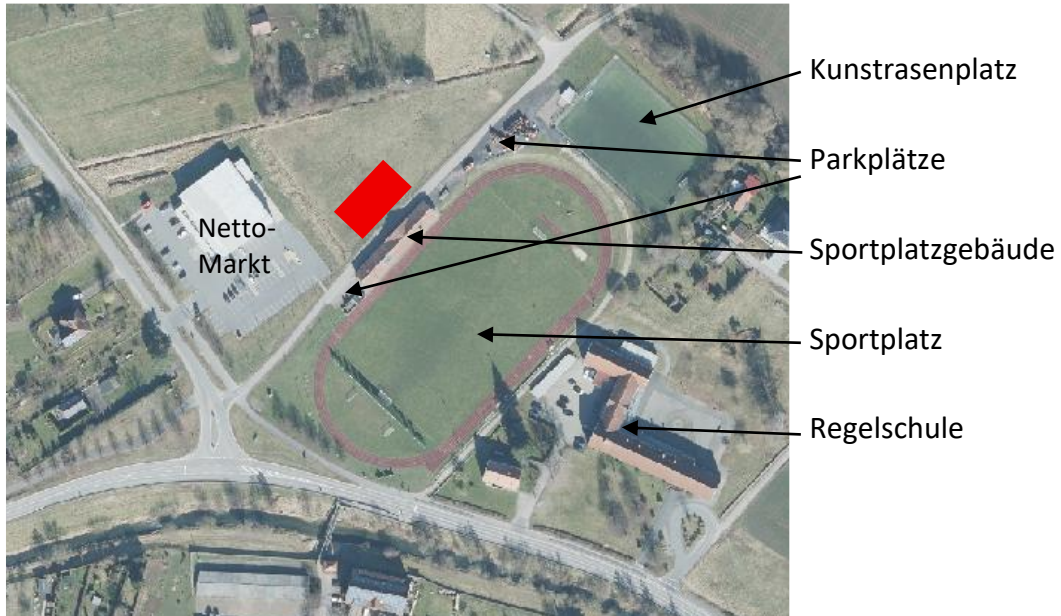 Kunstrasenplatz
Parkplätze
Netto-
Markt
Sportplatzgebäude
Sportplatz
Regelschule